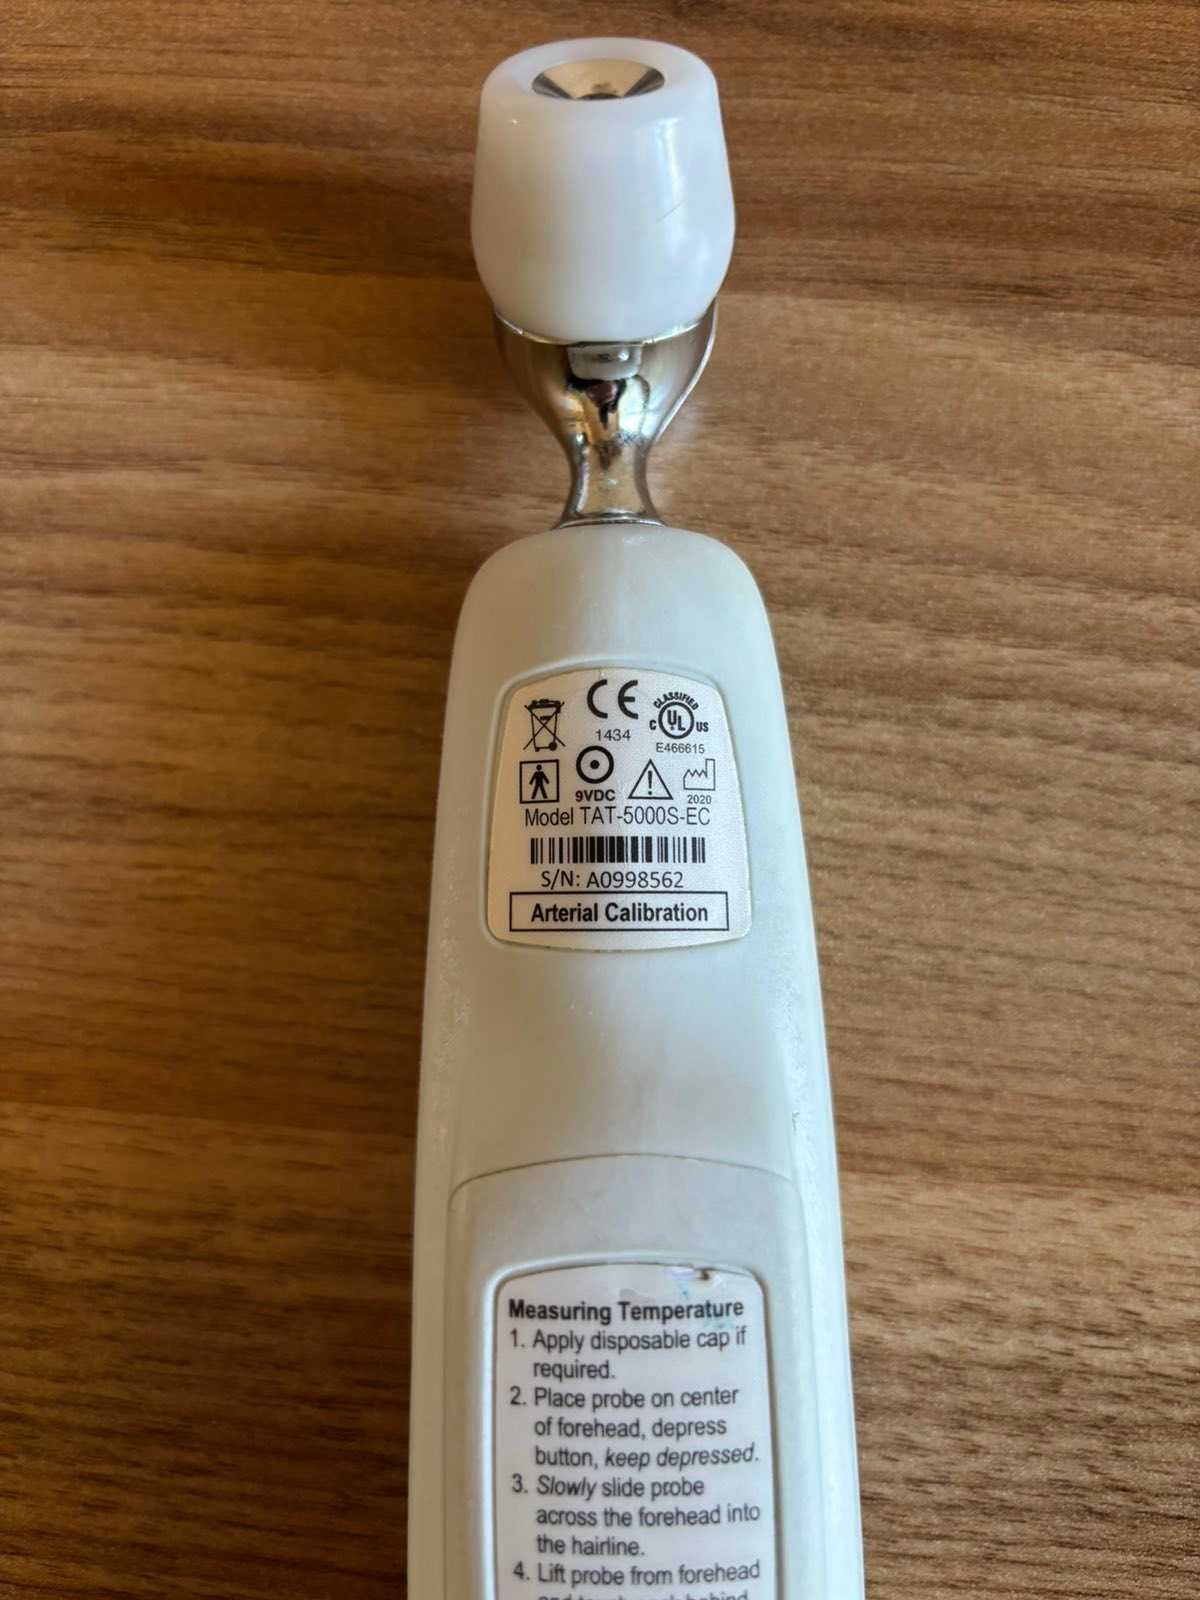 CE
1434
CLASSIFIED
C UL US
E466615
9VDC
2020
Model TAT-5000S-EC
S/N: A0998562
Arterial Calibration
Measuring Temperature
1. Apply disposable cap if
required.
2. Place probe on center
of forehead, depress
button, keep depressed.
3. Slowly slide probe
across the forehead into
the hairline.
4. Lift probe from forehead